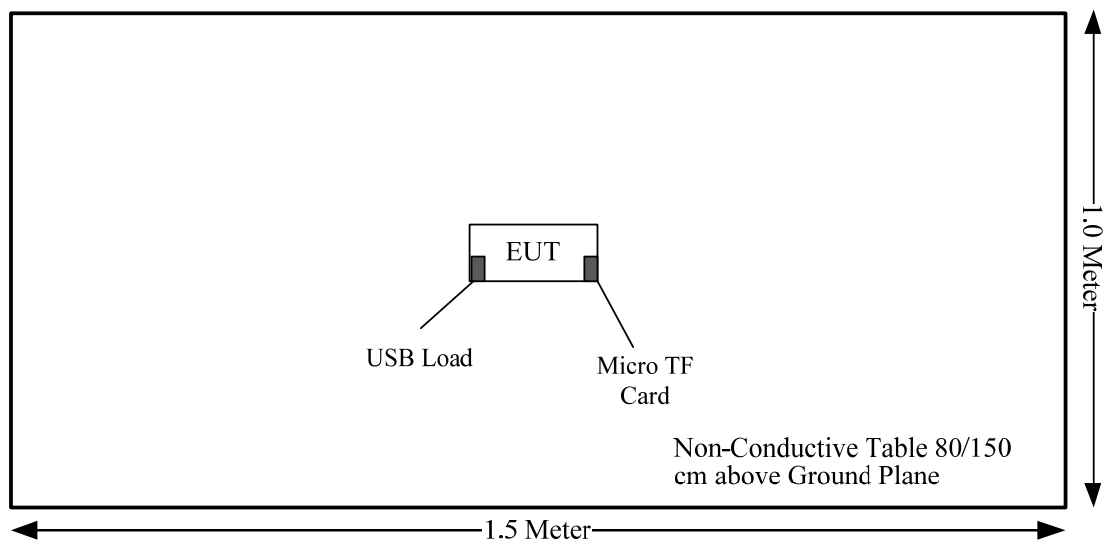 EUT
USB Load
Micro TF
Card
Non-Conductive Table 80/150
cm above Ground Plane
1.0 Meter
1.5 Meter